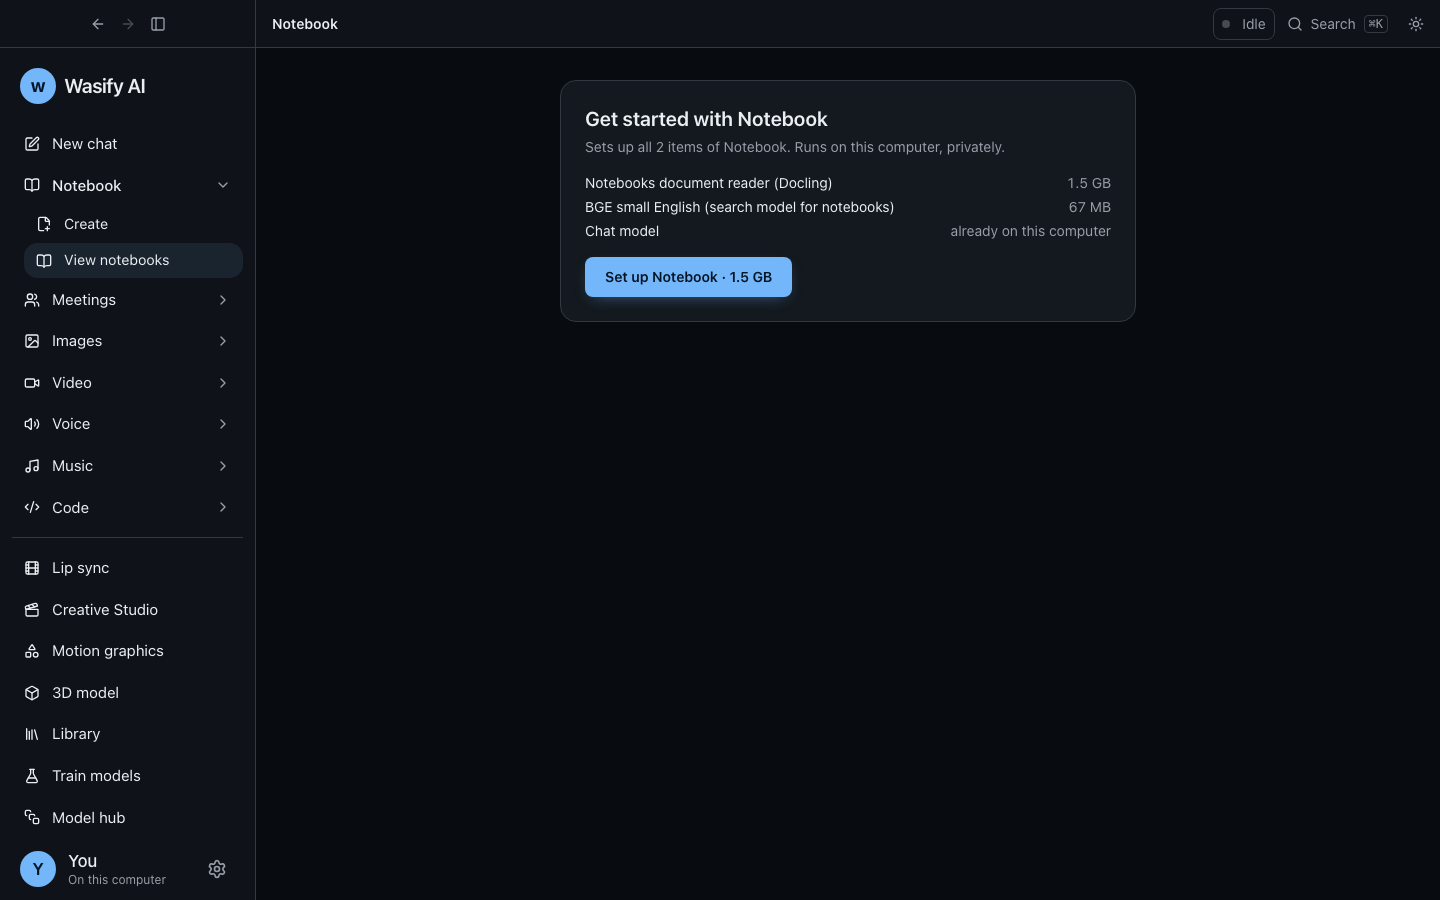 Notebook
Idle
Search
⌘K
w
Wasify AI
New chat
Notebook
Create
View notebooks
Meetings
Images
Video
Voice
Music
Code
Lip sync
Creative Studio
Motion graphics
3D model
Library
Train models
Model hub
Y
You
On this computer
Get started with Notebook
Sets up all 2 items of Notebook. Runs on this computer, privately.
Notebooks document reader (Docling) 1.5 GB
BGE small English (search model for notebooks) 67 MB
Chat model already on this computer
Set up Notebook · 1.5 GB